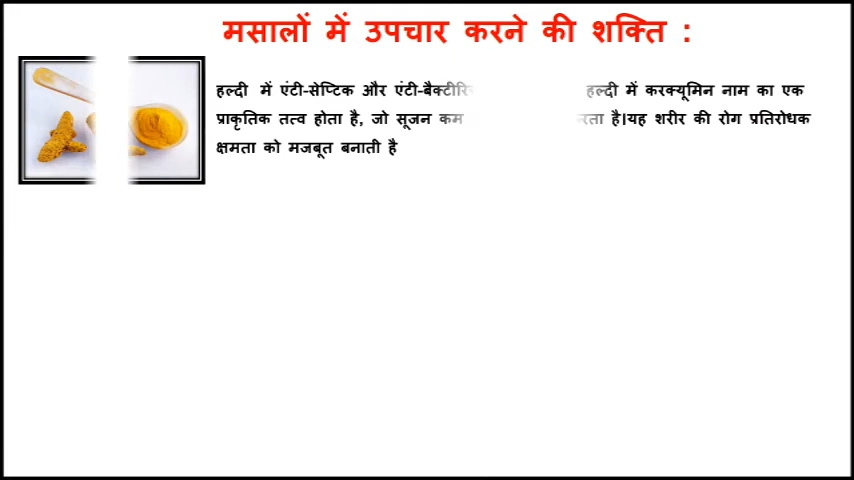 मसालों में उपचार करने की शक्ति :
हल्दी में एंटी-सेप्टिक और हल्दी में करक्यूमिन नाम का एक
प्राकृतिक तत्व होता है, जो सूजन कम है।यह शरीर की रोग प्रतिरोधक
क्षमता को मजबूत बनाती है